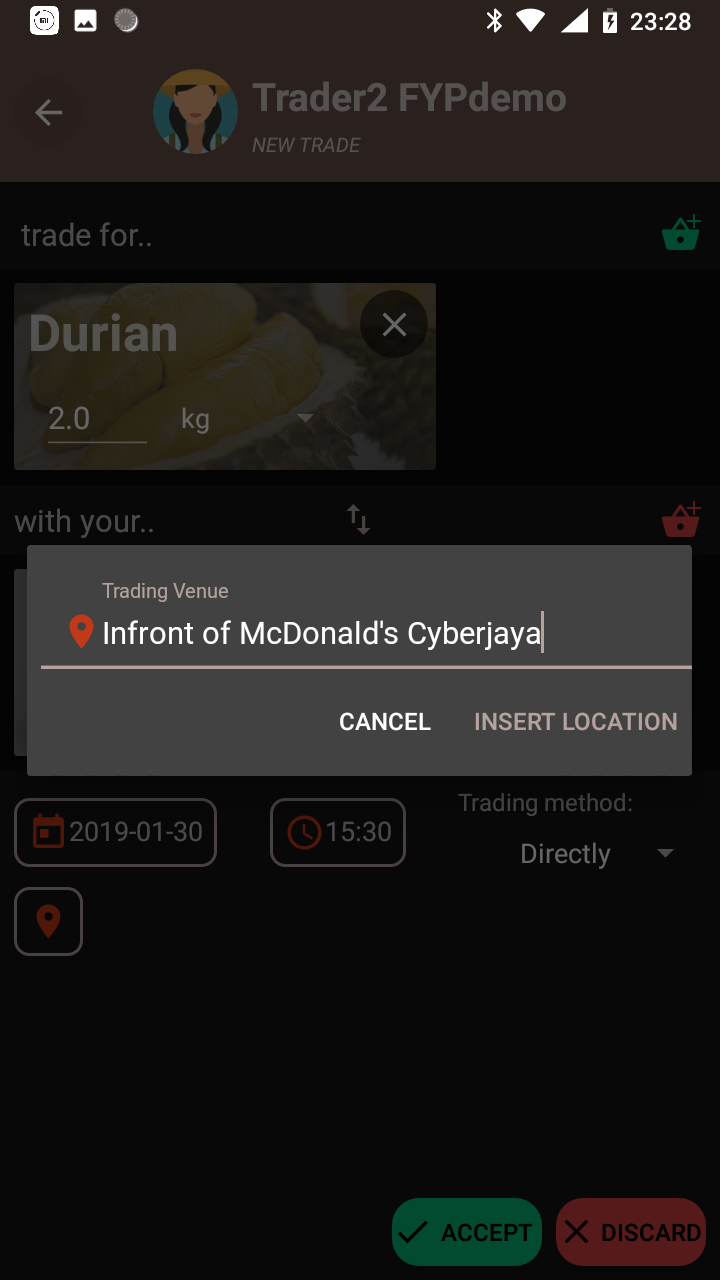 23:28
Trader2 FYPdemo
NEW TRADE
trade for..
Durian
2.0 kg
with your..
Trading Venue
Infront of McDonald's Cyberjaya
CANCEL INSERT LOCATION
Trading method:
2019-01-30 15:30
Directly
ACCEPT DISCARD